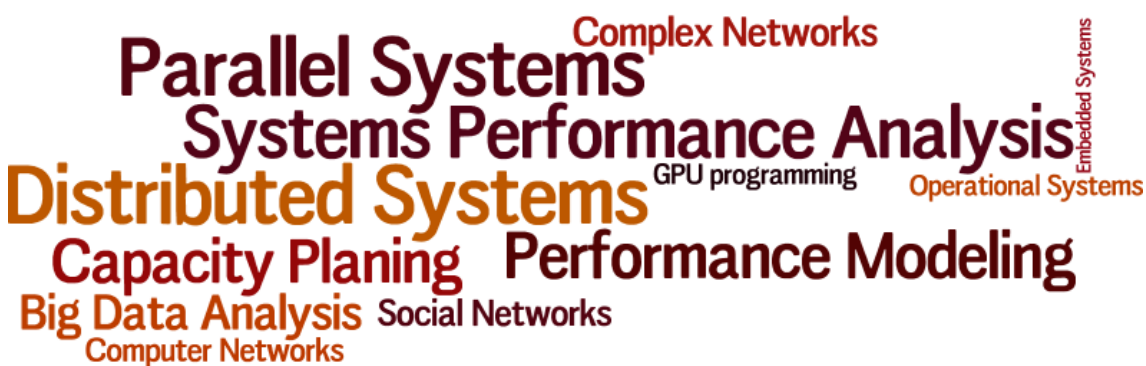 Complex Networks
Parallel Systems
Embedded Systems
Systems Performance Analysis
GPU programming
Operational Systems
Distributed Systems
Capacity Planing
Performance Modeling
Big Data Analysis
Social Networks
Computer Networks